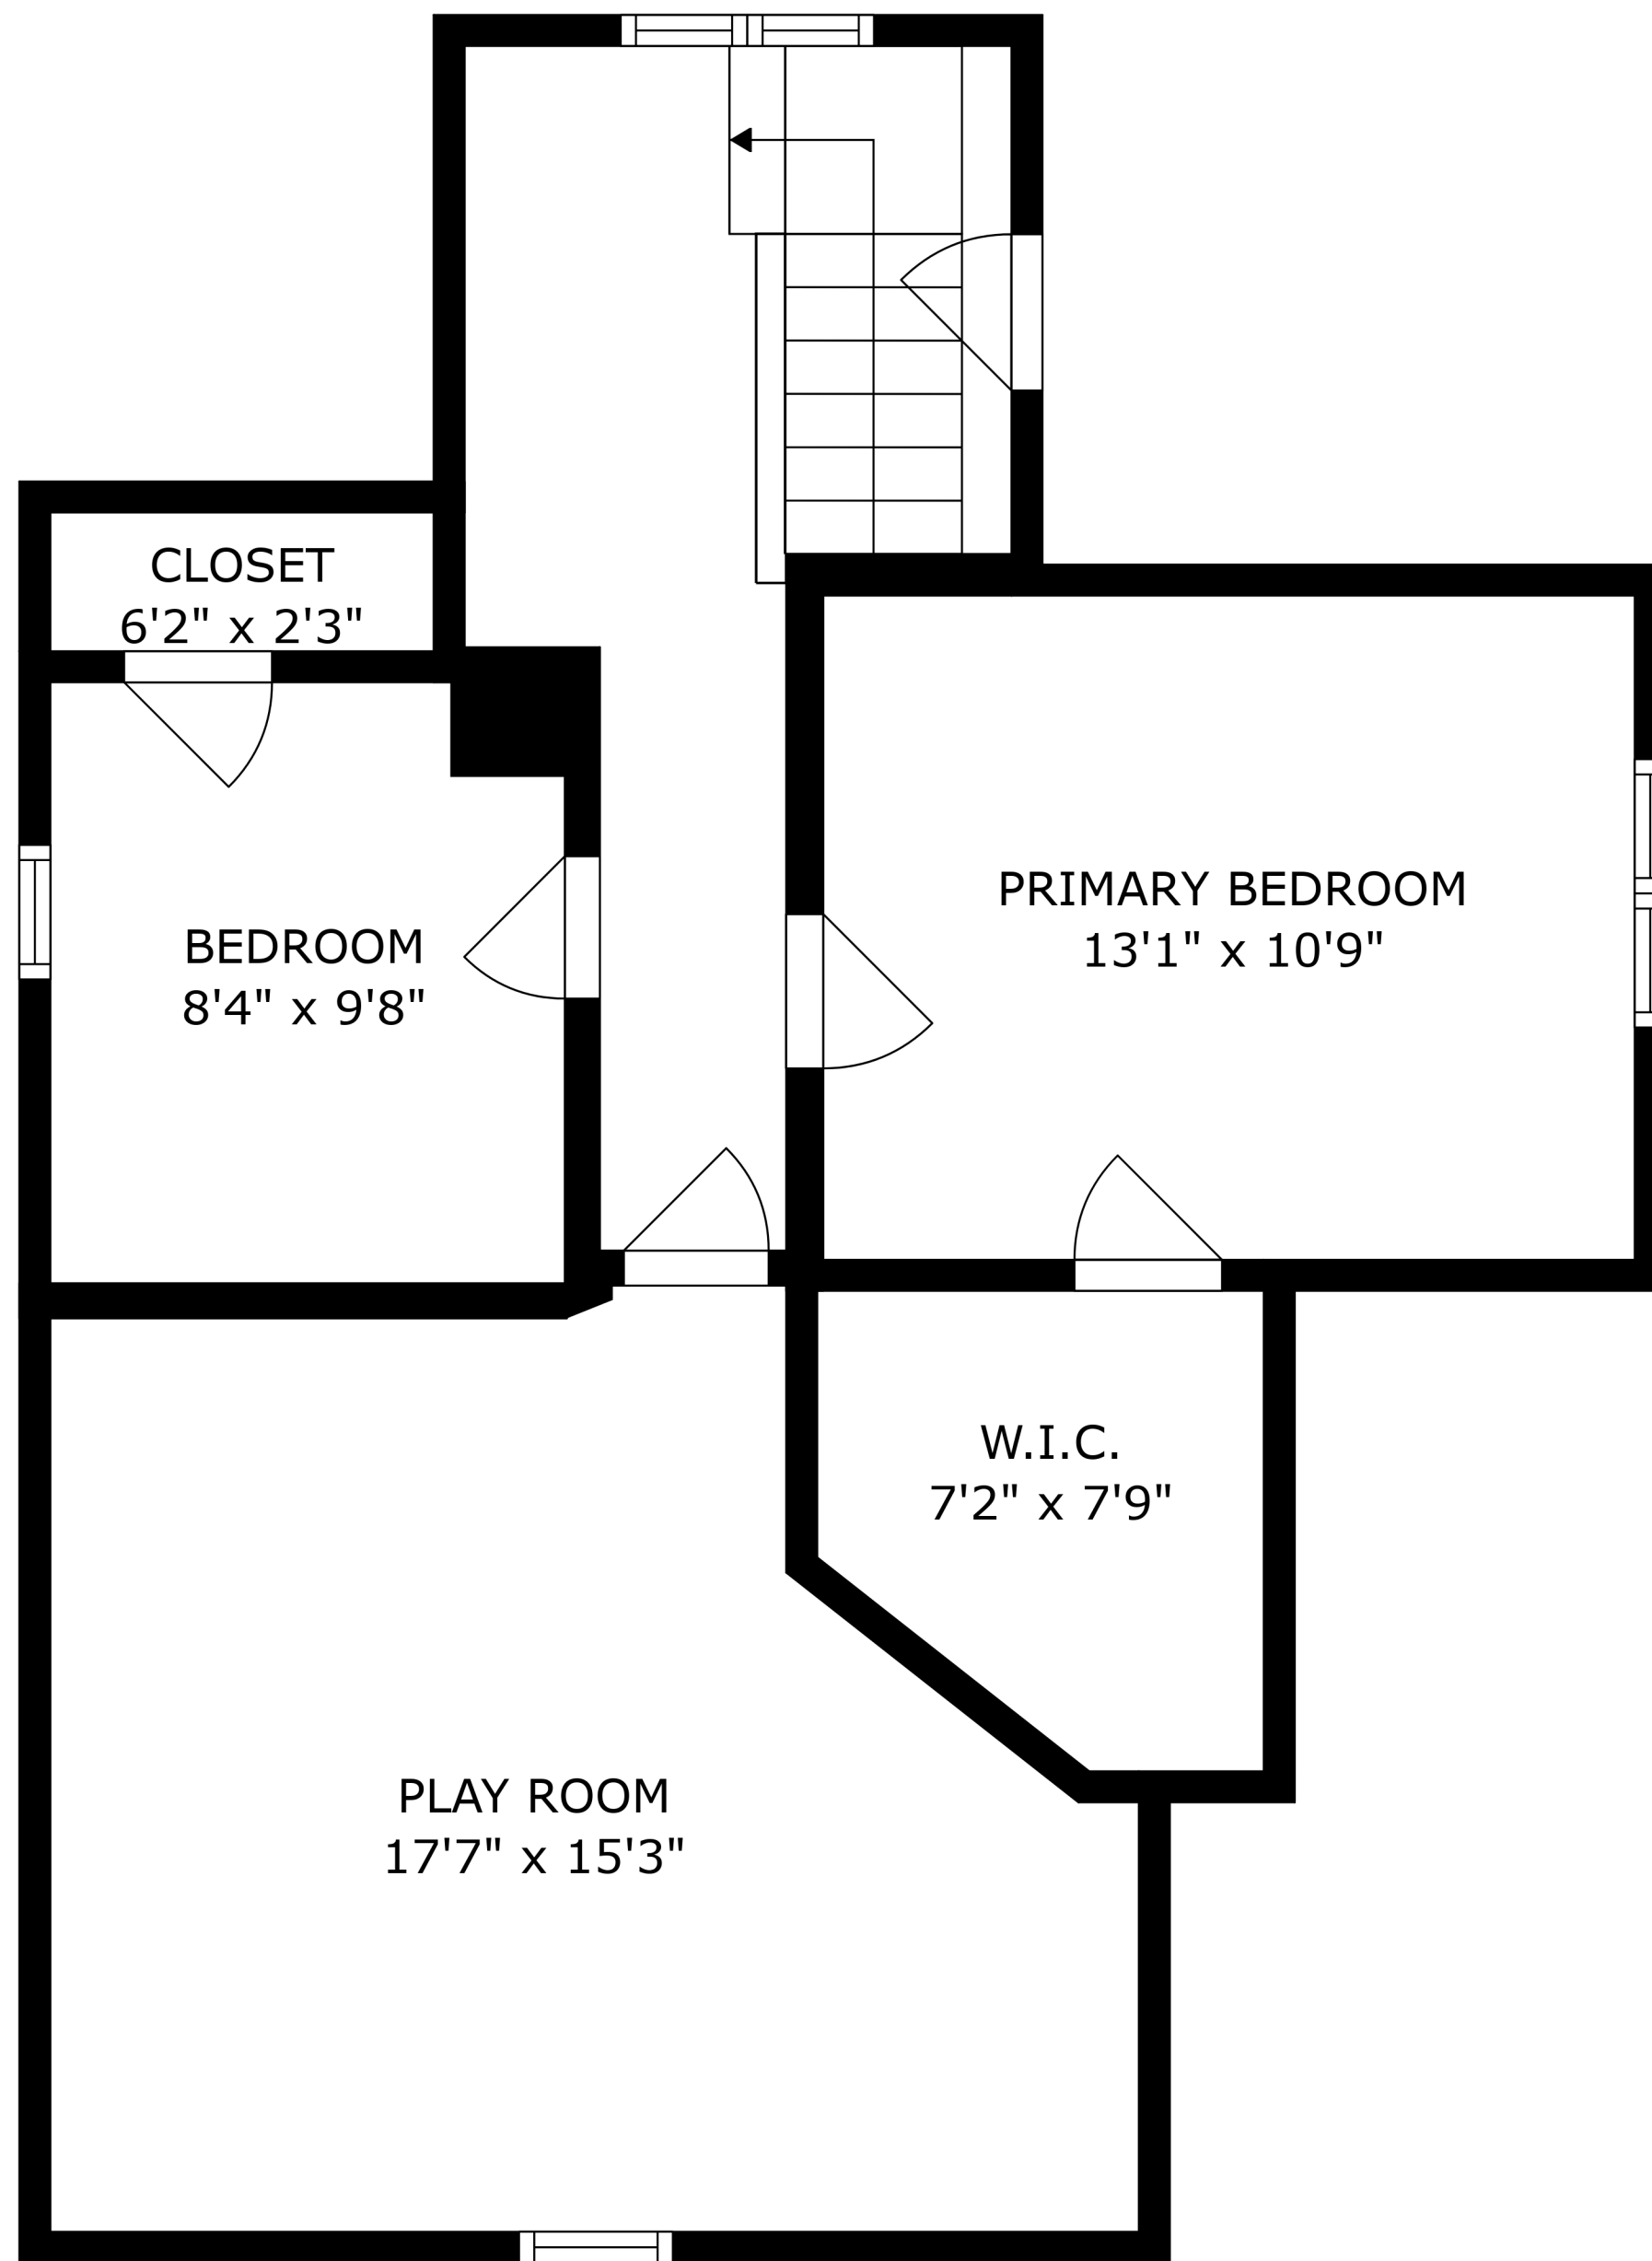 CLOSET
6'2" x 2'3"
PRIMARY BEDROOM
13'1" x 10'9"
BEDROOM
8'4" x 9'8"
W.I.C.
7'2" x 7'9"
PLAY ROOM
17'7" x 15'3"